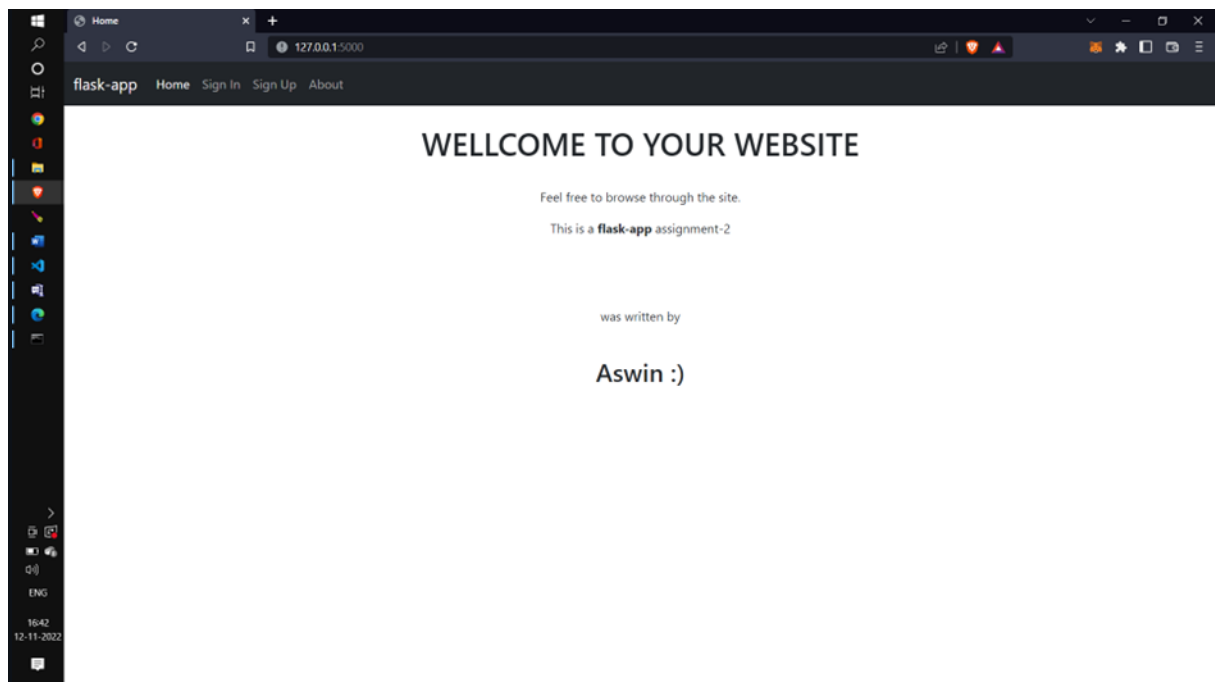 Home
127.0.0.1:5000
flask-app Home Sign In Sign Up About
WELLCOME TO YOUR WEBSITE
Feel free to browse through the site.
This is a flask-app assignment-2
was written by
Aswin :)
ENG
16:42
12-11-2022